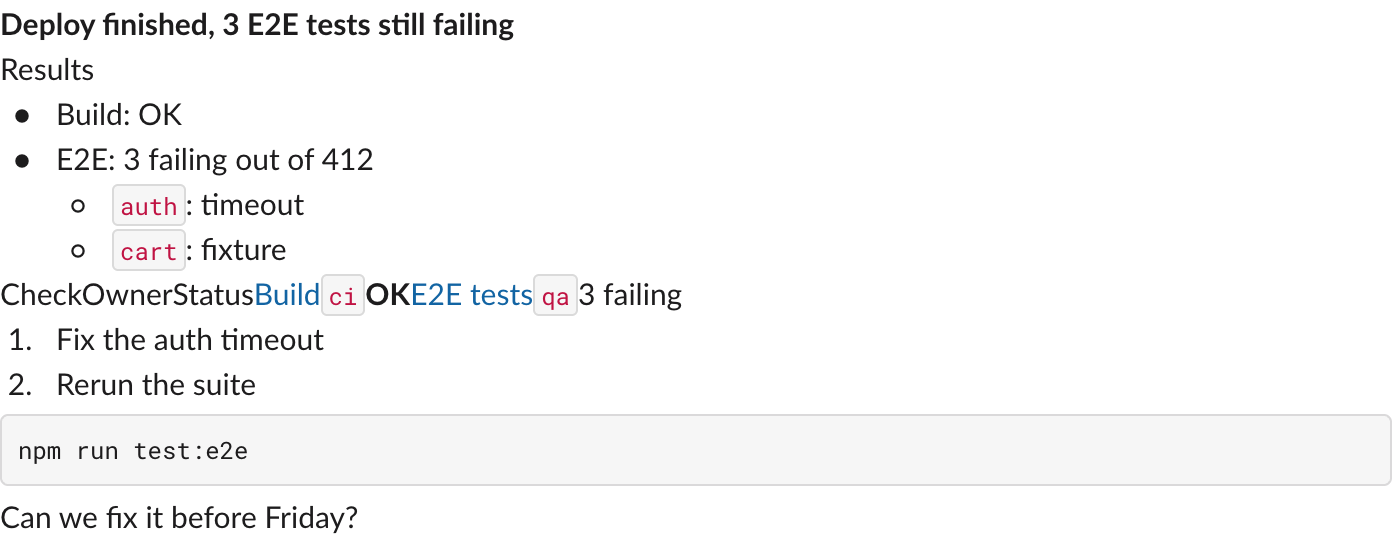 Deploy finished, 3 E2E tests still failing
Results
● Build: OK
● E2E: 3 failing out of 412
○ auth: timeout
○ cart: fixture
CheckOwnerStatusBuildciOKE2E testsqa3 failing
1. Fix the auth timeout
2. Rerun the suite
npm run test:e2e
Can we fix it before Friday?